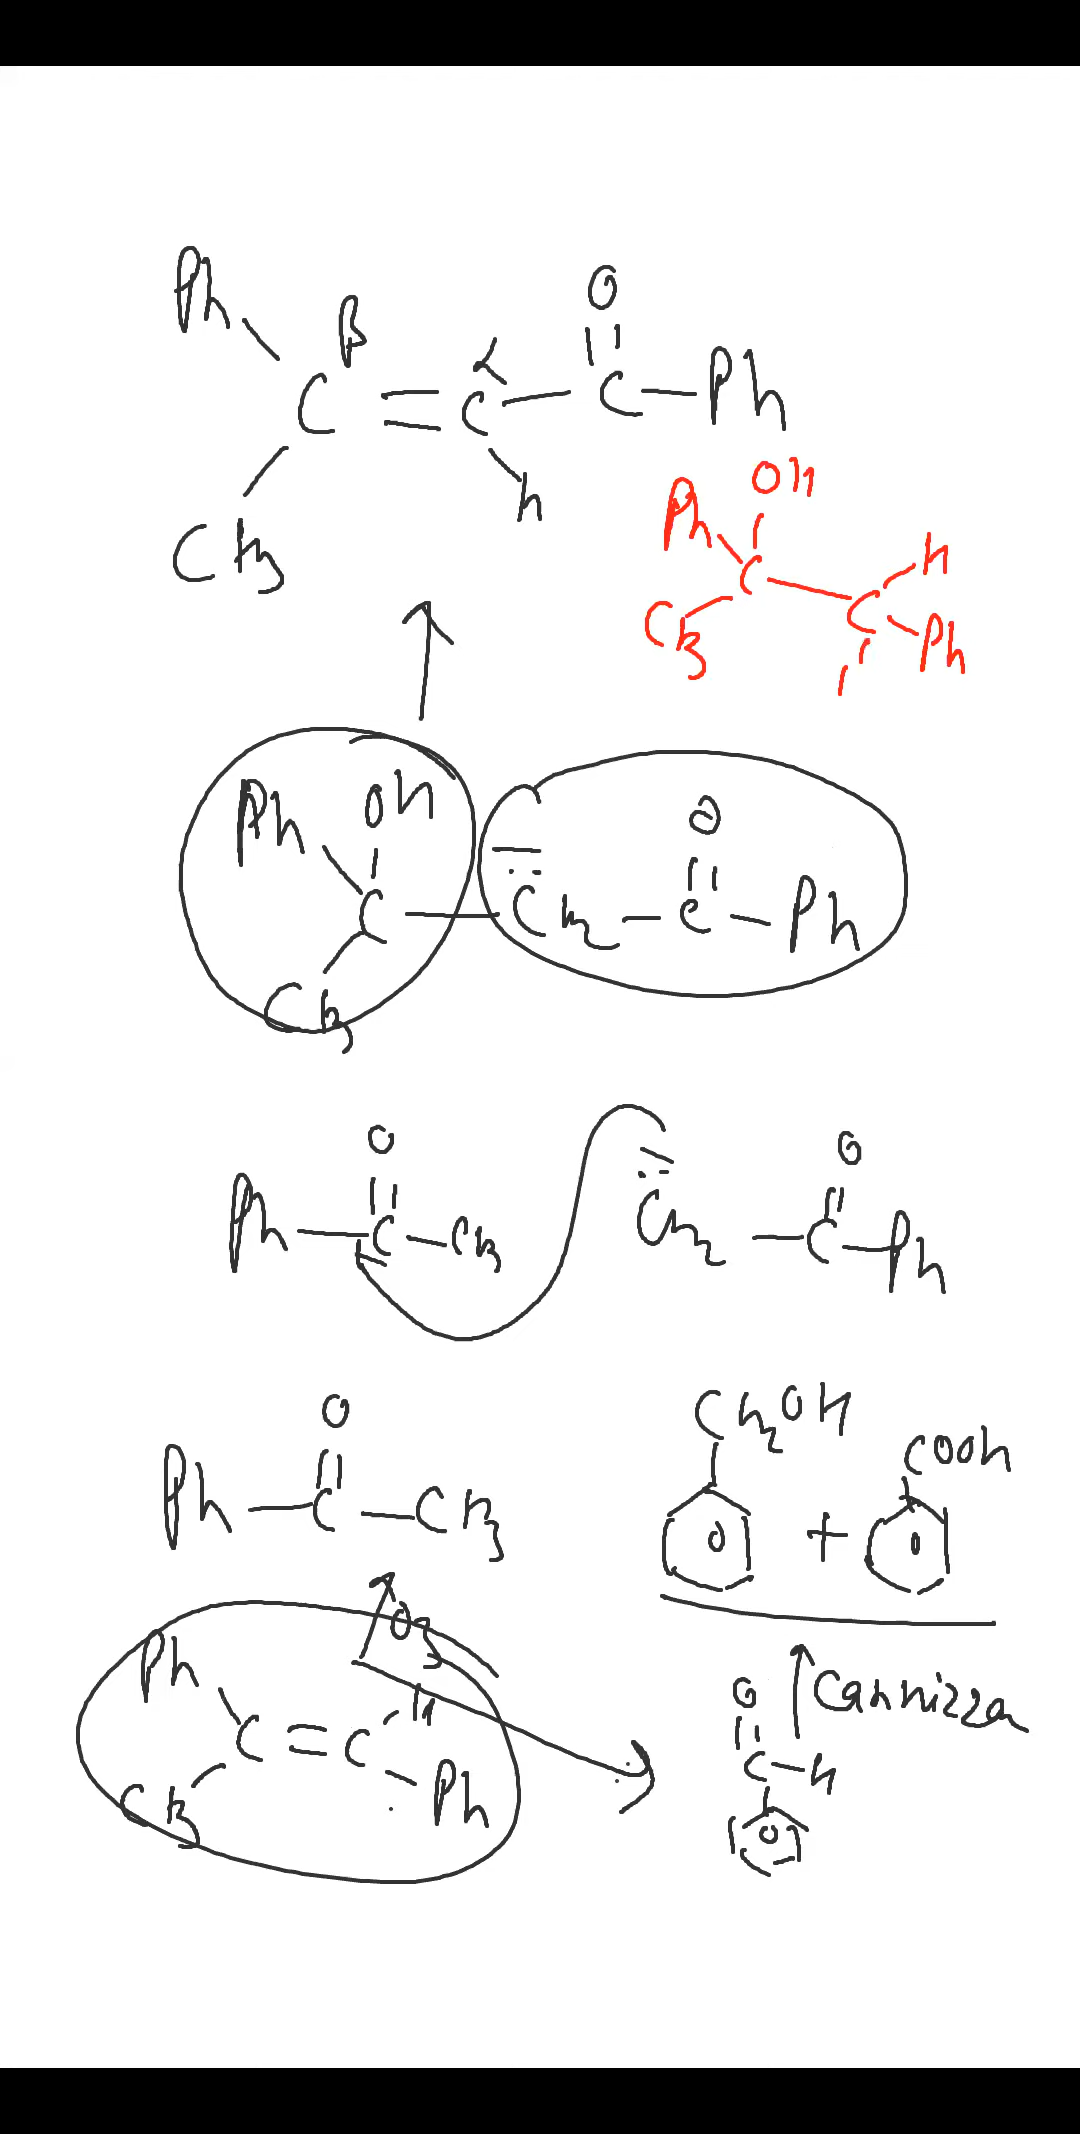 Ph β α O
C = C - C - Ph
CH3 H
Ph OH
C - C H
CH3 Ph
Ph OH O
C - CH2 - C - Ph
CH3
O O
Ph - C - CH3 CH2 - C - Ph
O CH2OH
Ph - C - CH3 + COOH
O3
Ph H
C = C
CH3 Ph
O Cannizza
C - H